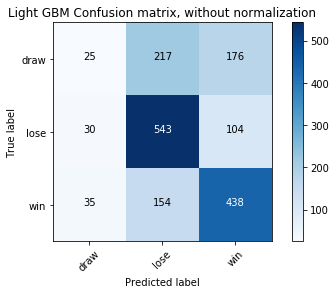 Light GBM Confusion matrix, without normalization
True label
draw 25 217 176
lose 30 543 104
win 35 154 438
draw lose win
Predicted label
500
400
300
200
100